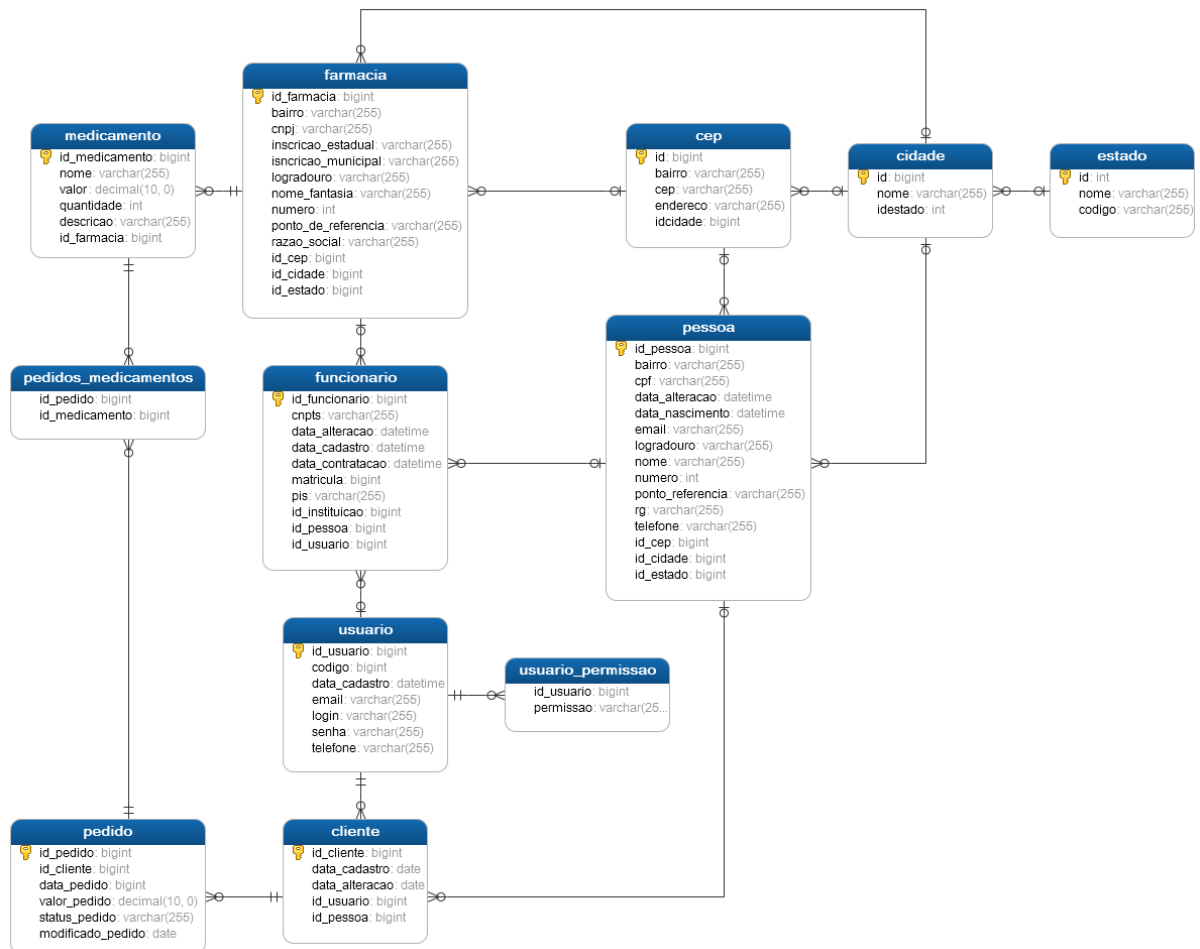 farmacia
id_farmacia: bigint
bairro: varchar(255)
cnpj: varchar(255)
inscricao_estadual: varchar(255)
isncricao_municipal: varchar(255)
logradouro: varchar(255)
nome_fantasia: varchar(255)
numero: int
ponto_de_referencia: varchar(255)
razao_social: varchar(255)
id_cep: bigint
id_cidade: bigint
id_estado: bigint
medicamento
id_medicamento: bigint
nome: varchar(255)
valor: decimal(10, 0)
quantidade: int
descricao: varchar(255)
id_farmacia: bigint
cep
id: bigint
bairro: varchar(255)
cep: varchar(255)
endereco: varchar(255)
idcidade: bigint
cidade
id: bigint
nome: varchar(255)
idestado: int
estado
id: int
nome: varchar(255)
codigo: varchar(255)
pedidos_medicamentos
id_pedido: bigint
id_medicamento: bigint
funcionario
id_funcionario: bigint
cnpts: varchar(255)
data_alteracao: datetime
data_cadastro: datetime
data_contratacao: datetime
matricula: bigint
pis: varchar(255)
id_instituicao: bigint
id_pessoa: bigint
id_usuario: bigint
pessoa
id_pessoa: bigint
bairro: varchar(255)
cpf: varchar(255)
data_alteracao: datetime
data_nascimento: datetime
email: varchar(255)
logradouro: varchar(255)
nome: varchar(255)
numero: int
ponto_referencia: varchar(255)
rg: varchar(255)
telefone: varchar(255)
id_cep: bigint
id_cidade: bigint
id_estado: bigint
usuario
id_usuario: bigint
codigo: bigint
data_cadastro: datetime
email: varchar(255)
login: varchar(255)
senha: varchar(255)
telefone: varchar(255)
usuario_permissao
id_usuario: bigint
permissao: varchar(25...
pedido
id_pedido: bigint
id_cliente: bigint
data_pedido: bigint
valor_pedido: decimal(10, 0)
status_pedido: varchar(255)
modificado_pedido: date
cliente
id_cliente: bigint
data_cadastro: date
data_alteracao: date
id_usuario: bigint
id_pessoa: bigint